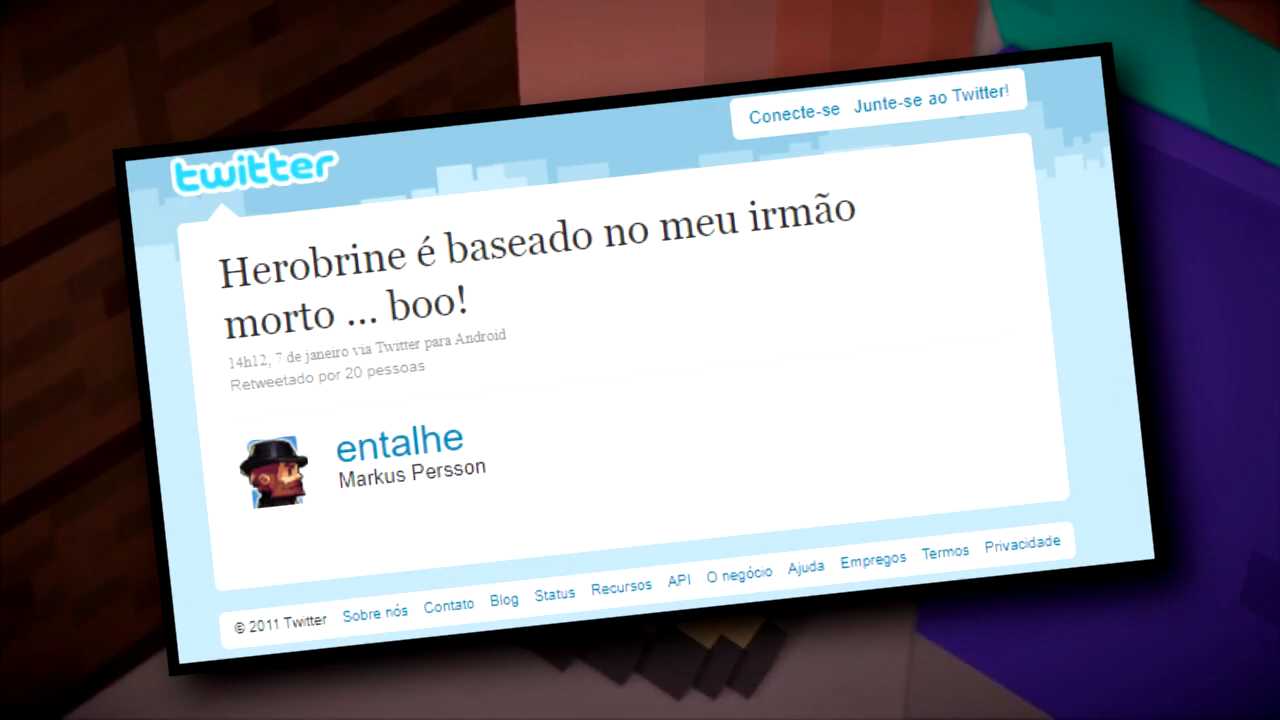 Conecte-se Junte-se ao Twitter!
twitter
Herobrine é baseado no meu irmão
morto ... boo!
14h12, 7 de janeiro via Twitter para Android
Retweetado por 20 pessoas
entalhe
Markus Persson
© 2011 Twitter Sobre nós Contato Blog Status Recursos API O negócio Ajuda Empregos Termos Privacidade